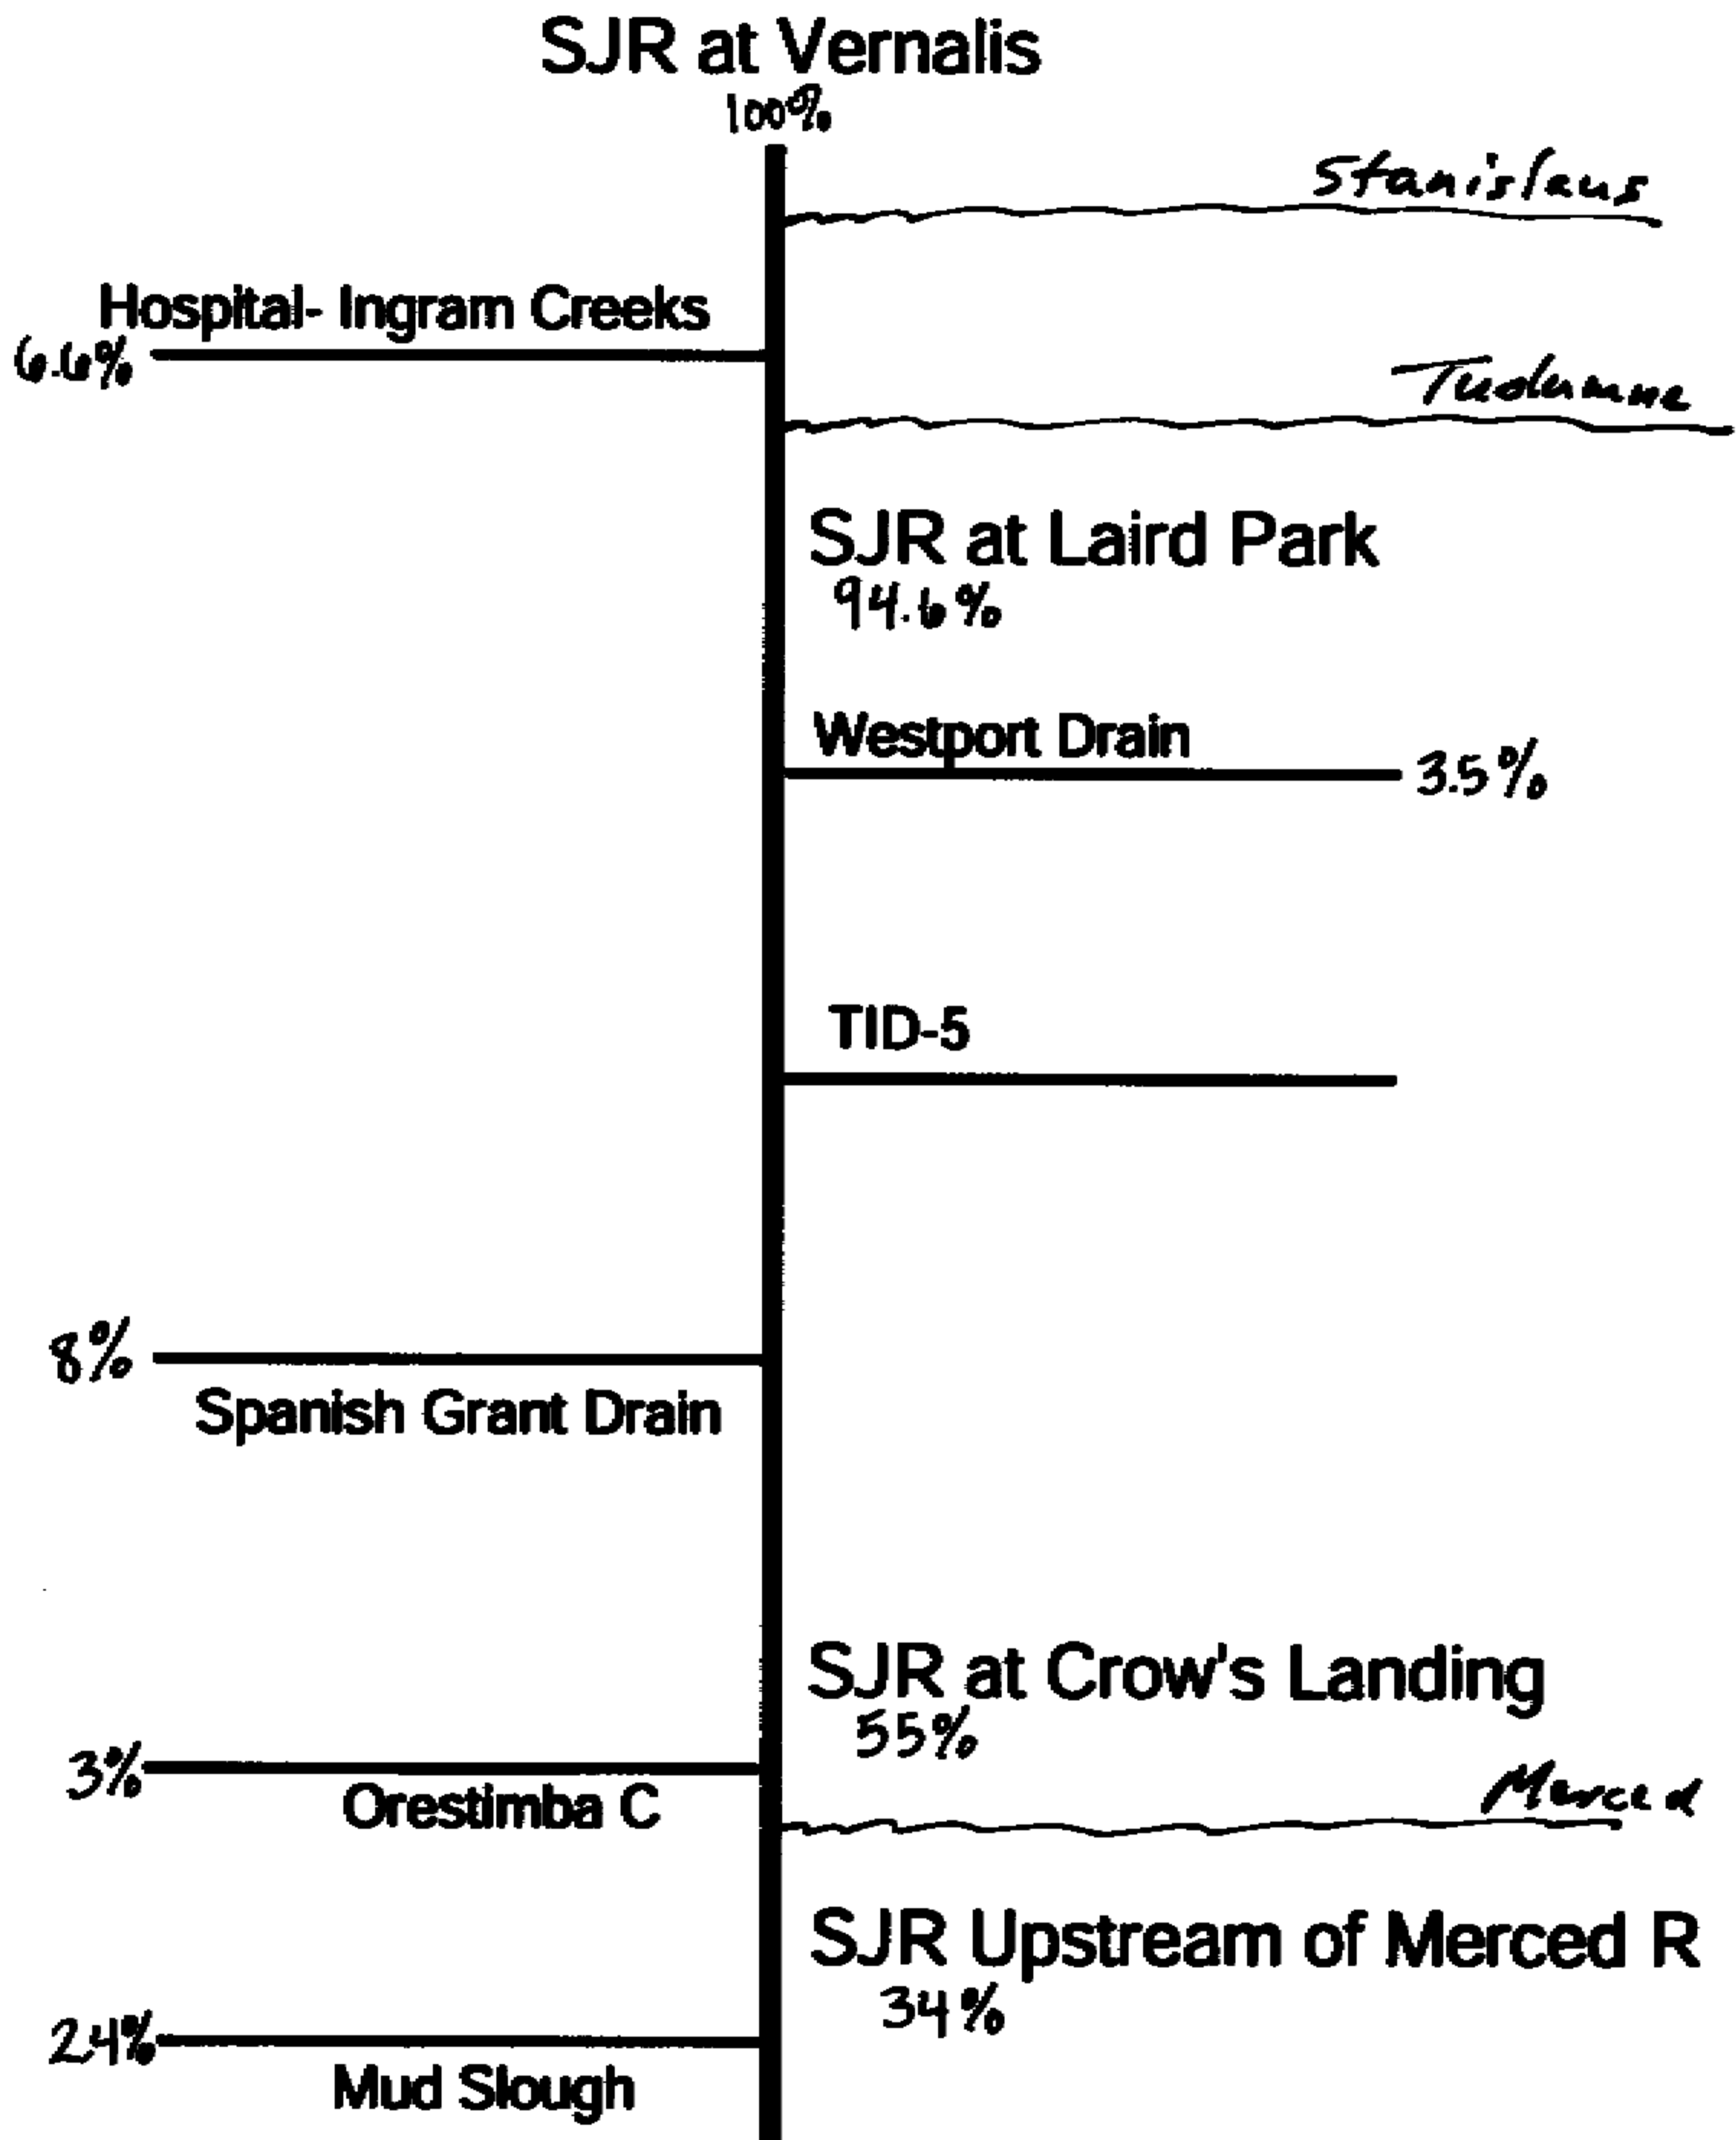 SJR at Vernalis
100%
Stanislaus
Hospital- Ingram Creeks
6.6%
Tuolumne
SJR at Laird Park
94.6%
Westport Drain
3.5%
TID-5
8%
Spanish Grant Drain
SJR at Crow's Landing
55%
3%
Orestimba C
Merced
SJR Upstream of Merced R
34%
2.4%
Mud Slough